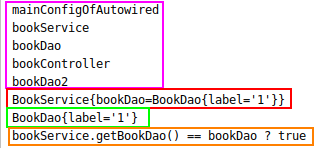 mainConfigOfAutowired
bookService
bookDao
bookController
bookDao2
BookService{bookDao=BookDao{label='1'}}
BookDao{label='1'}
bookService.getBookDao() == bookDao ? true